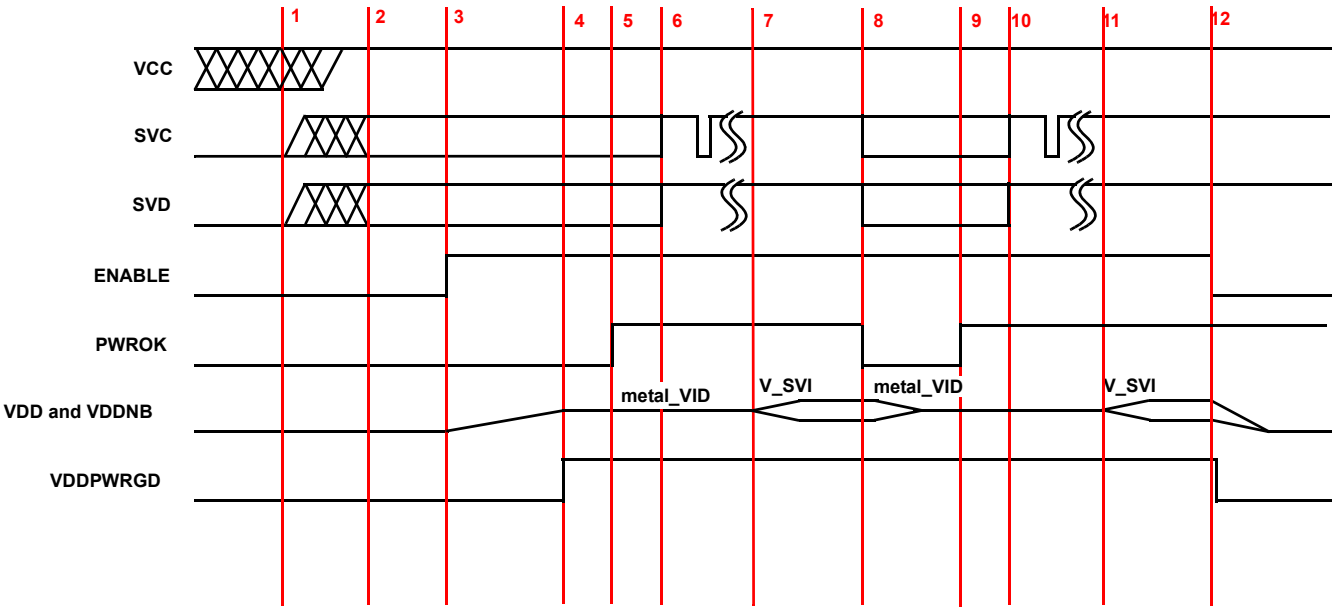 1 2 3 4 5 6 7 8 9 10 11 12
VCC
SVC
SVD
ENABLE
PWROK
metal_VID V_SVI metal_VID V_SVI
VDD and VDDNB
VDDPWRGD